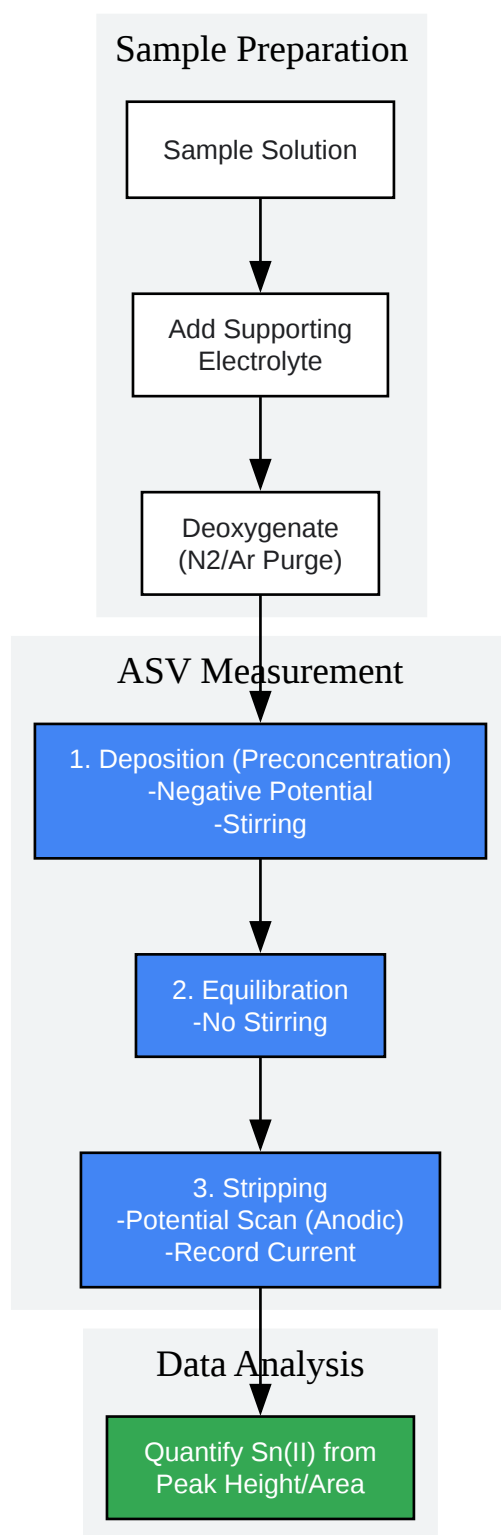 Sample Preparation
Sample Solution
Add Supporting
Electrolyte
Deoxygenate
(N2/Ar Purge)
ASV Measurement
1. Deposition (Preconcentration)
-Negative Potential
-Stirring
2. Equilibration
-No Stirring
3. Stripping
-Potential Scan (Anodic)
-Record Current
Data Analysis
Quantify Sn(II) from
Peak Height/Area